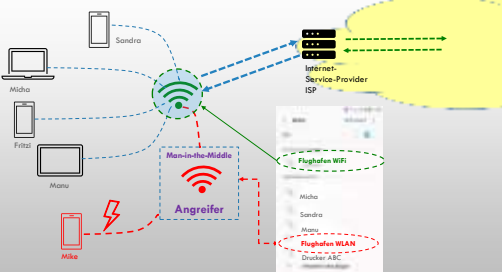 Sandra
Micha
Fritzi
Manu
Mike
Man-in-the-Middle
Angreifer
Internet-
Service-Provider
ISP
Flughafen WiFi
Micha
Sandra
Manu
Flughafen WLAN
Drucker ABC